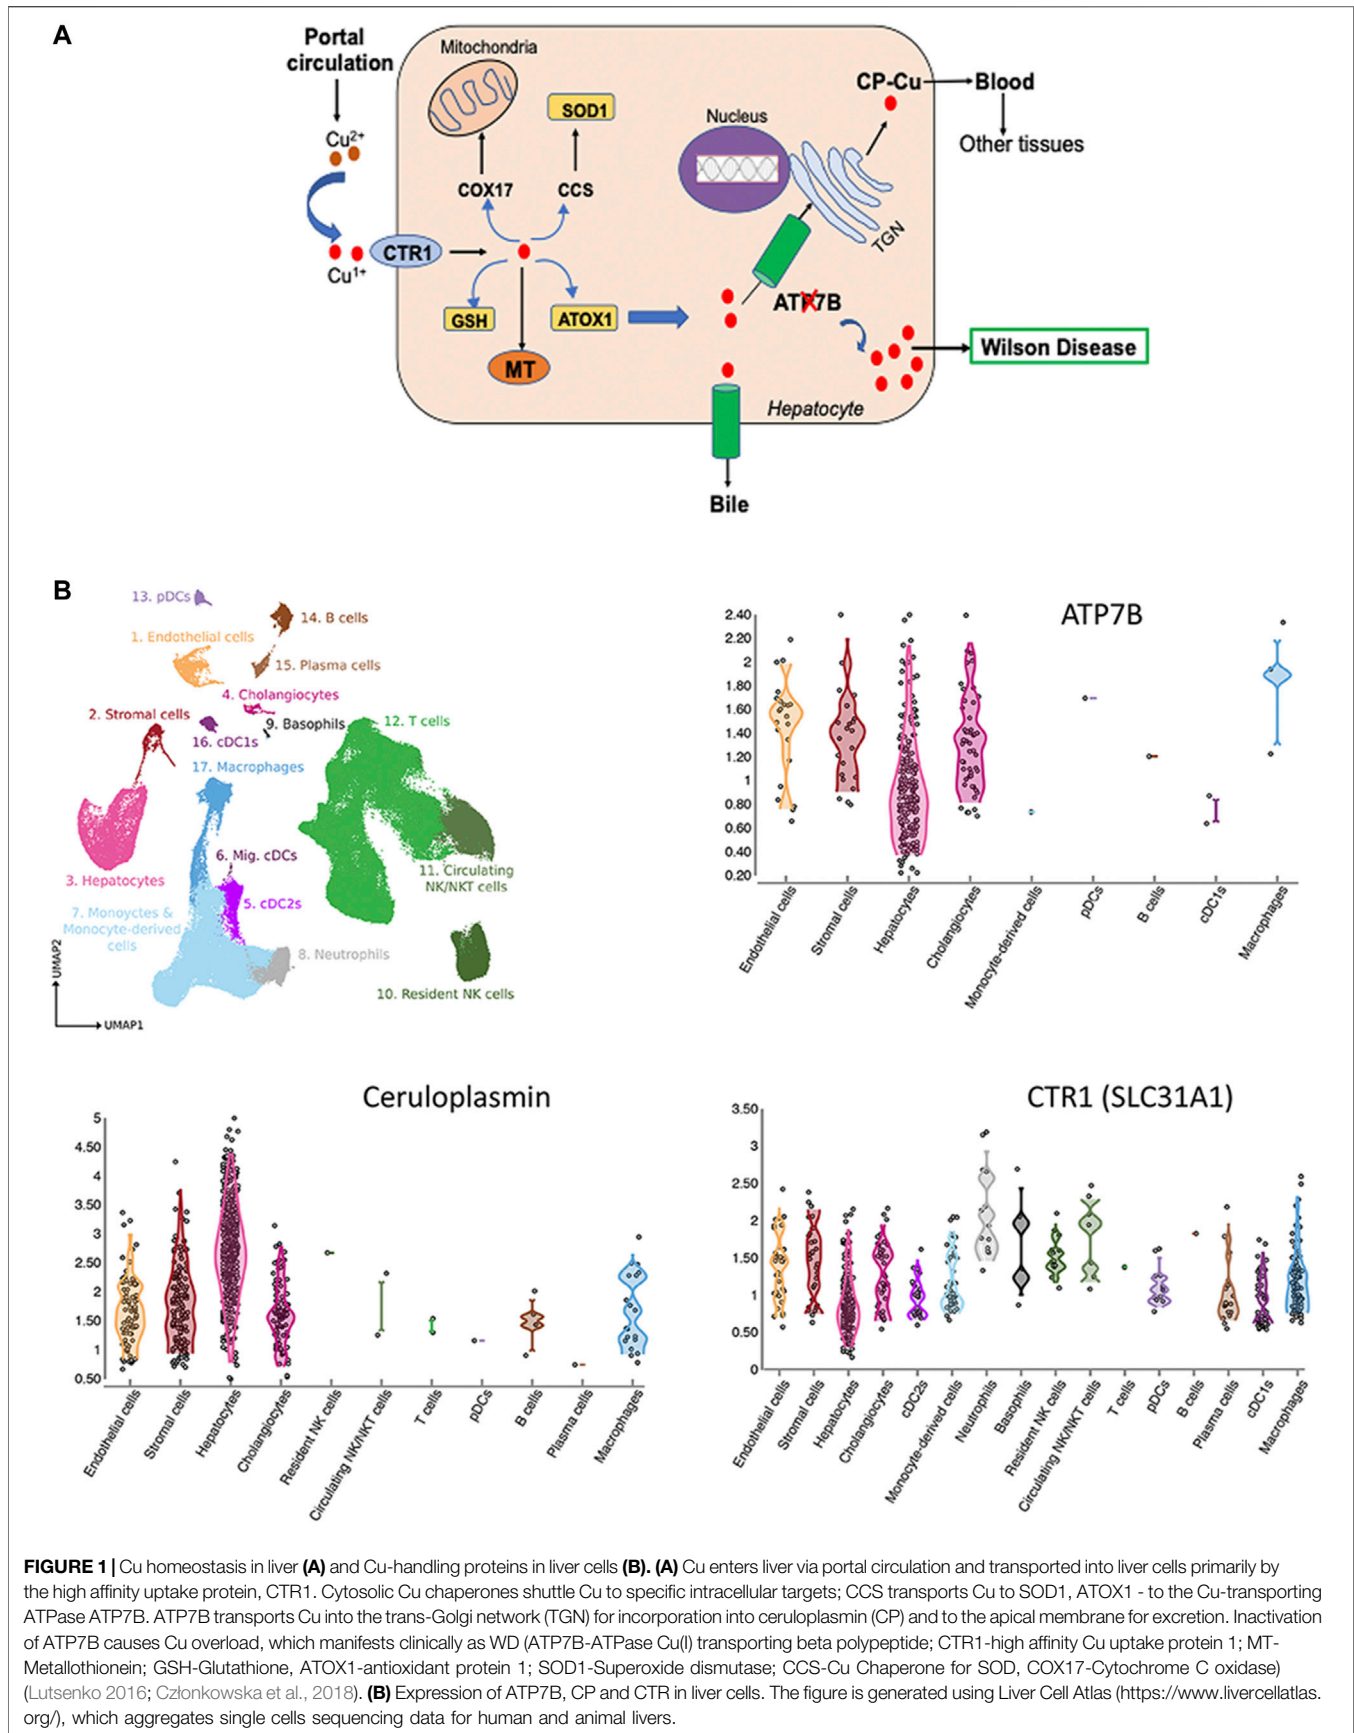 A
Portal
circulation
Cu2+
Cu1+
CTR1
Mitochondria
SOD1
COX17
CCS
GSH
ATOX1
MT
Nucleus
TGN
ATP7B
CP-Cu
Blood
Other tissues
Wilson Disease
Hepatocyte
Bile
B
13. pDCs
14. B cells
1. Endothelial cells
15. Plasma cells
4. Cholangiocytes
2. Stromal cells
9. Basophils
12. T cells
16. cDC1s
17. Macrophages
6. Mig. cDCs
11. Circulating
NK/NKT cells
3. Hepatocytes
5. cDC2s
7. Monoyctes &
Monocyte-derived
cells
8. Neutrophils
10. Resident NK cells
UMAP2
UMAP1
ATP7B
2.40
2.20
2
1.80
1.60
1.40
1.20
1
0.80
0.60
0.40
0.20
Endothelial cells
Stromal cells
Hepatocytes
Cholangiocytes
Monocyte-derived cells
pDCs
B cells
cDC1s
Macrophages
Ceruloplasmin
5
4.50
4
3.50
3
2.50
2
1.50
1
0.50
Endothelial cells
Stromal cells
Hepatocytes
Cholangiocytes
Resident NK cells
Circulating NK/NKT cells
T cells
pDCs
B cells
Plasma cells
Macrophages
CTR1 (SLC31A1)
3.50
3
2.50
2
1.50
1
0.50
0
Endothelial cells
Stromal cells
Hepatocytes
Cholangiocytes
cDC2s
Monocyte-derived cells
Neutrophils
Basophils
Resident NK cells
Circulating NK/NKT cells
T cells
pDCs
B cells
Plasma cells
cDC1s
Macrophages
FIGURE 1 | Cu homeostasis in liver (A) and Cu-handling proteins in liver cells (B). (A) Cu enters liver via portal circulation and transported into liver cells primarily by
the high affinity uptake protein, CTR1. Cytosolic Cu chaperones shuttle Cu to specific intracellular targets; CCS transports Cu to SOD1, ATOX1 - to the Cu-transporting
ATPase ATP7B. ATP7B transports Cu into the trans-Golgi network (TGN) for incorporation into ceruloplasmin (CP) and to the apical membrane for excretion. Inactivation
of ATP7B causes Cu overload, which manifests clinically as WD (ATP7B-ATPase Cu(I) transporting beta polypeptide; CTR1-high affinity Cu uptake protein 1; MT-
Metallothionein; GSH-Glutathione, ATOX1-antioxidant protein 1; SOD1-Superoxide dismutase; CCS-Cu Chaperone for SOD, COX17-Cytochrome C oxidase)
(Lutsenko 2016; Członkowska et al., 2018). (B) Expression of ATP7B, CP and CTR in liver cells. The figure is generated using Liver Cell Atlas (https://www.livercellatlas.
org/), which aggregates single cells sequencing data for human and animal livers.